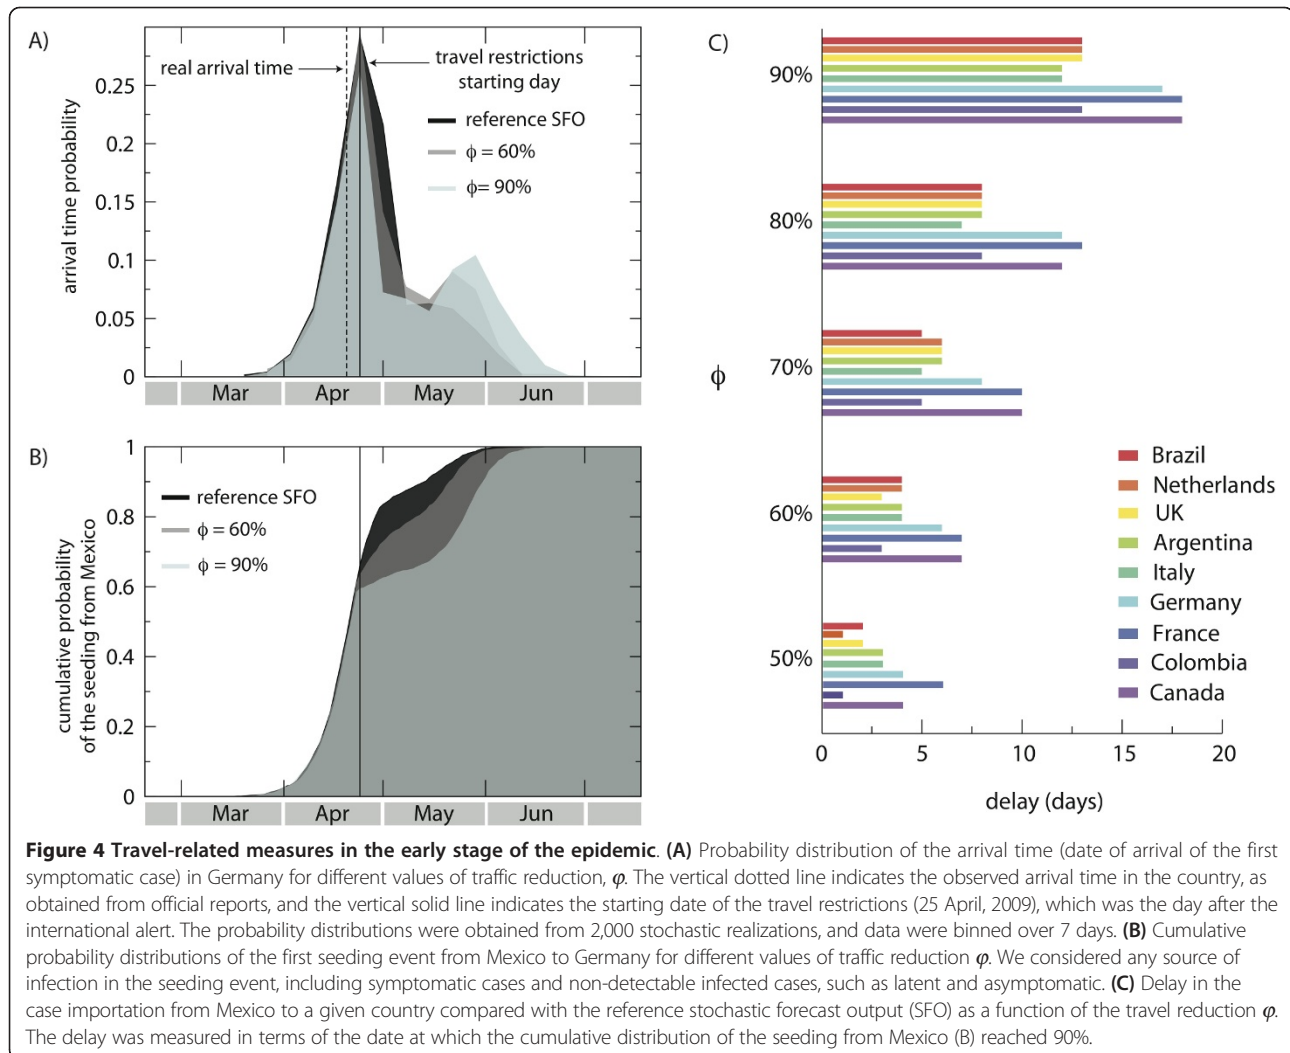 A)
real arrival time
travel restrictions
starting day
reference SFO
ϕ = 60%
ϕ= 90%
arrival time probability
0.25
0.2
0.15
0.1
0.05
0
Mar
Apr
May
Jun
B)
reference SFO
ϕ = 60%
ϕ = 90%
cumulative probability
of the seeding from Mexico
1
0.8
0.6
0.4
0.2
0
Mar
Apr
May
Jun
C)
90%
80%
70%
60%
50%
ϕ
Brazil
Netherlands
UK
Argentina
Italy
Germany
France
Colombia
Canada
0
5
10
15
20
delay (days)
Figure 4 Travel-related measures in the early stage of the epidemic. (A) Probability distribution of the arrival time (date of arrival of the first
symptomatic case) in Germany for different values of traffic reduction, φ. The vertical dotted line indicates the observed arrival time in the country, as
obtained from official reports, and the vertical solid line indicates the starting date of the travel restrictions (25 April, 2009), which was the day after the
international alert. The probability distributions were obtained from 2,000 stochastic realizations, and data were binned over 7 days. (B) Cumulative
probability distributions of the first seeding event from Mexico to Germany for different values of traffic reduction φ. We considered any source of
infection in the seeding event, including symptomatic cases and non-detectable infected cases, such as latent and asymptomatic. (C) Delay in the
case importation from Mexico to a given country compared with the reference stochastic forecast output (SFO) as a function of the travel reduction φ.
The delay was measured in terms of the date at which the cumulative distribution of the seeding from Mexico (B) reached 90%.